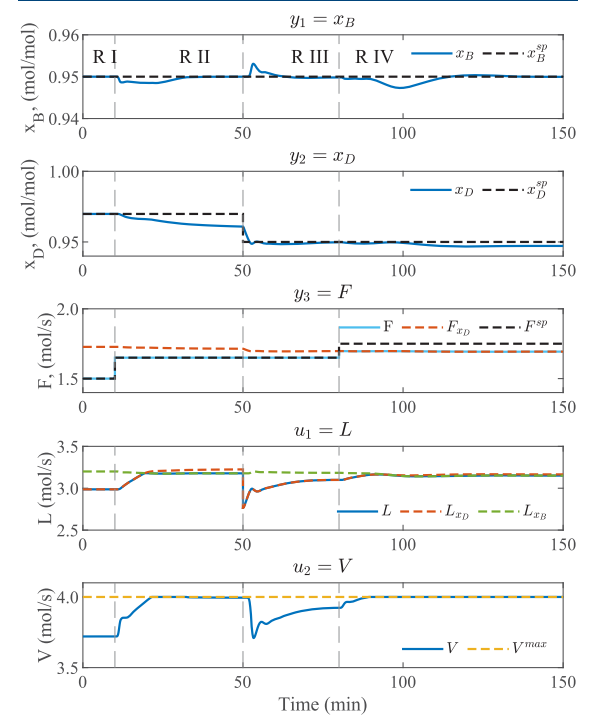 y₁ = x_B
x_B, (mol/mol)
0.96
0.95
0.94
R I
R II
R III
R IV
x_B
x_B^sp
0
50
100
150
y₂ = x_D
x_D, (mol/mol)
1.00
0.95
x_D
x_D^sp
0
50
100
150
y₃ = F
F, (mol/s)
2.0
1.5
F
F_{x_D}
F^sp
0
50
100
150
u₁ = L
L (mol/s)
3.5
3.0
2.5
L
L_{x_D}
L_{x_B}
0
50
100
150
u₂ = V
V (mol/s)
4.0
3.5
V
V^max
0
50
100
150
Time (min)